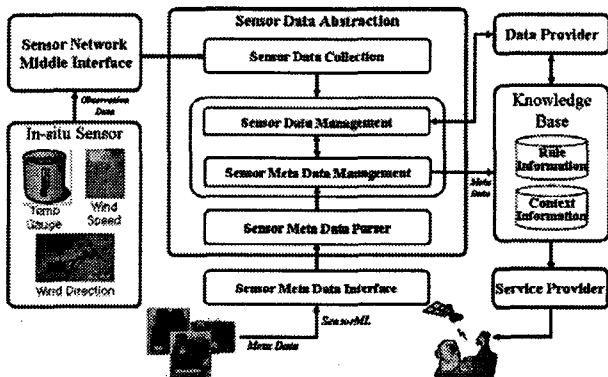 Sensor Data Abstraction
Sensor Network
Middle Interface
Sensor Data Collection
Data Provider
Observation
Data
In-situ Sensor
Temp
Gauge
Wind
Speed
Wind Direction
Sensor Data Management
Sensor Meta Data Management
Sensor Meta Data Parser
Sensor Meta Data Interface
Meta
Data
Knowledge
Base
Rule
Information
Context
Information
Service Provider
SensorML
Meta Data